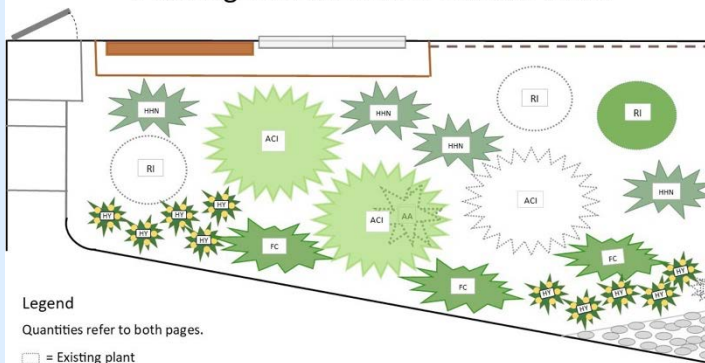 RI
RI
HHN
HHN
ACI
HHN
RI
HHN
ACI
HY
HY
HY
AA
ACI
HY
HY
FC
FC
HY
FC
HY
HY
HY
HY
Legend
Quantities refer to both pages.
= Existing plant